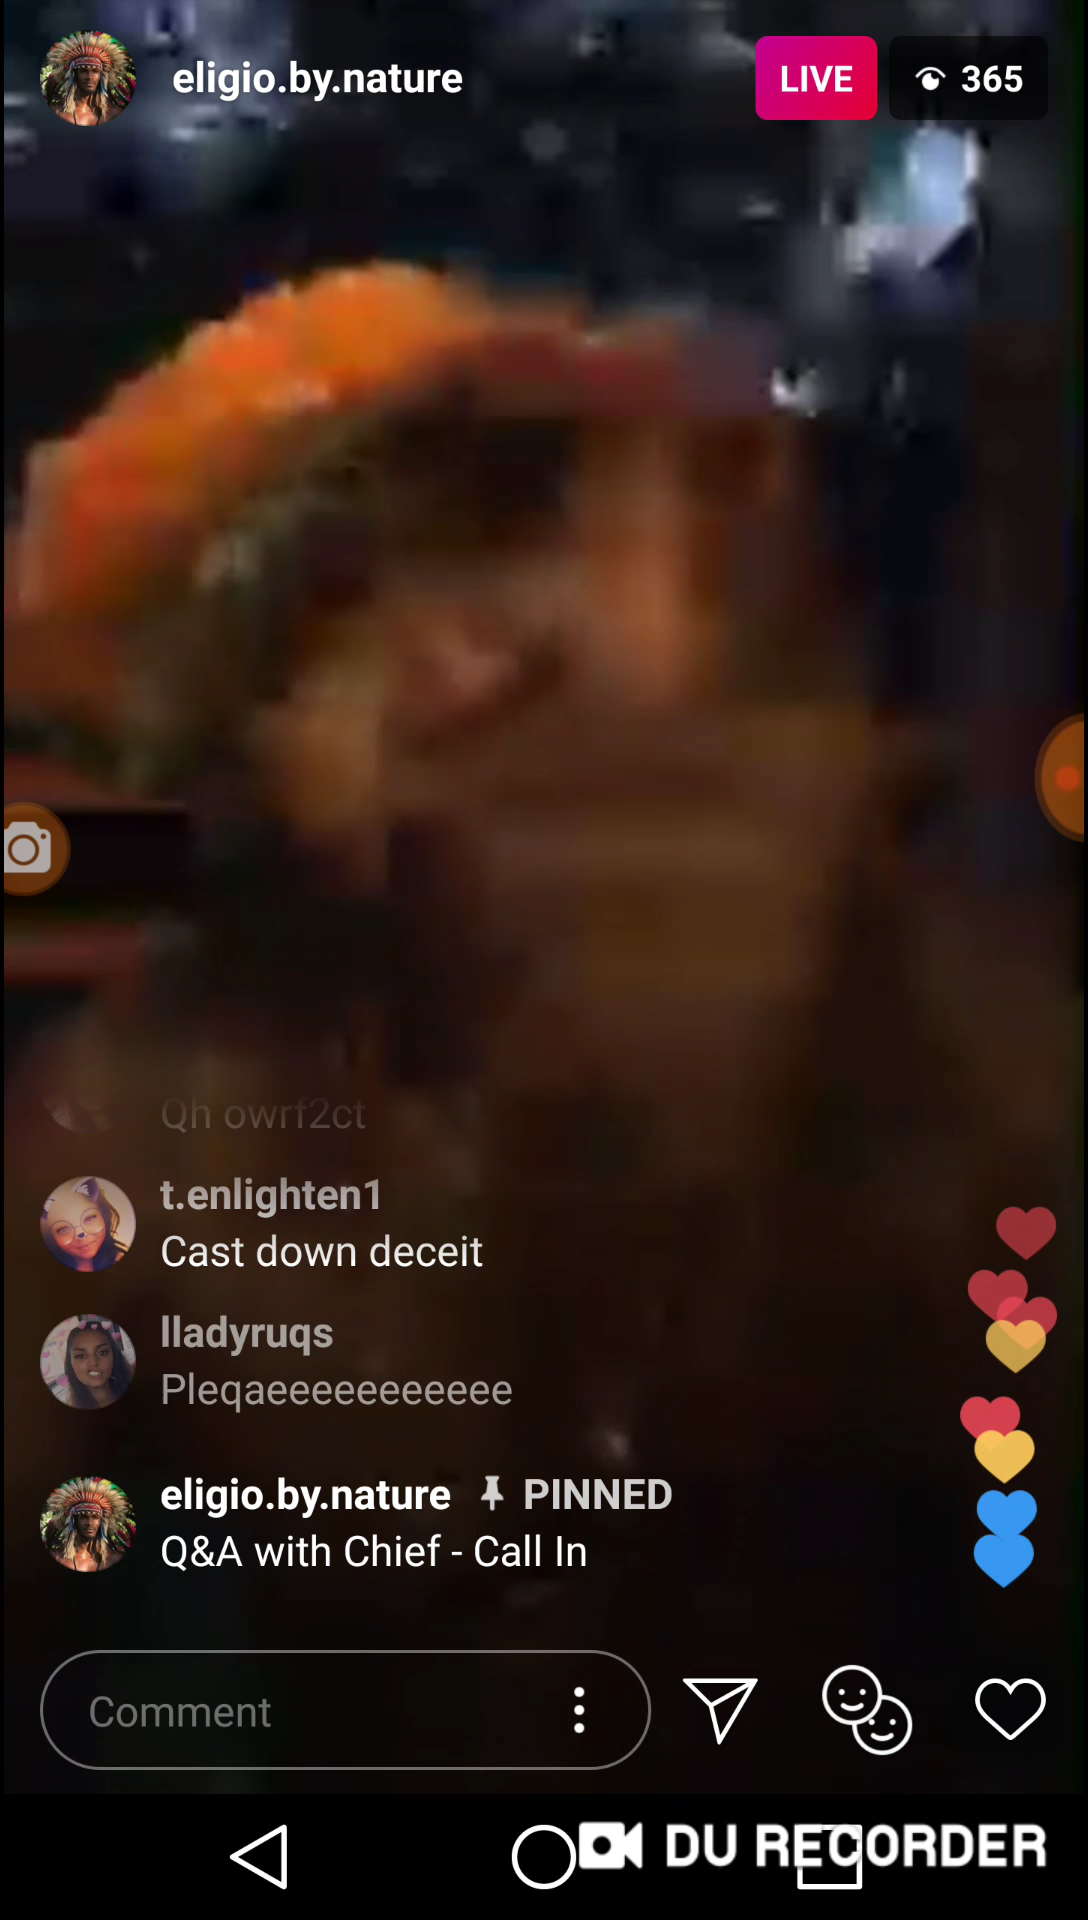 eligio.by.nature
LIVE
365
Qh owrf2ct
t.enlighten1
Cast down deceit
lladyruqs
Pleqaeeeeeeeeeee
eligio.by.nature PINNED
Q&A with Chief - Call In
Comment
DU RECORDER